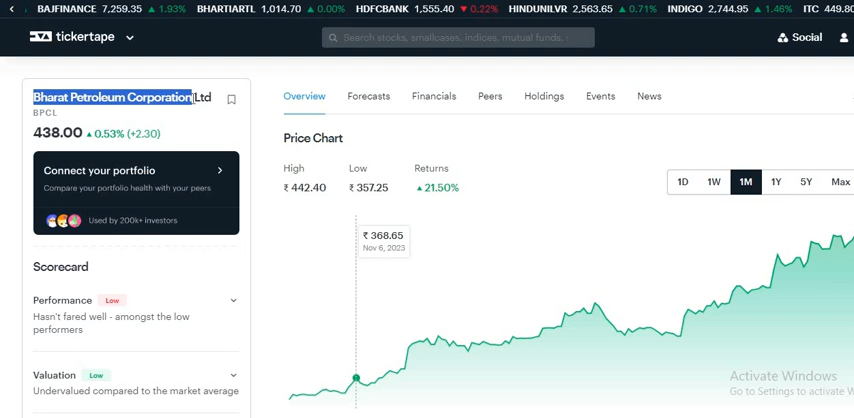 BAJFINANCE 7,259.35 ▲ 1.93% BHARTIARTL 1,014.70 ▲ 0.00% HDFCBANK 1,555.40 ▼ 0.22% HINDUNILVR 2,563.65 ▲ 0.71% INDIGO 2,744.95 ▲ 1.46% ITC 449.80
tickertape
Search stocks, smallcases, indices, mutual funds,
Social
Bharat Petroleum Corporation Ltd
BPCL
438.00 ▲ 0.53% (+2.30)
Connect your portfolio
Compare your portfolio health with your peers
Used by 200k+ investors
Scorecard
Performance Low
Hasn't fared well - amongst the low
performers
Valuation Low
Undervalued compared to the market average
Overview Forecasts Financials Peers Holdings Events News
Price Chart
High Low Returns
₹ 442.40 ₹ 357.25 ▲ 21.50%
1D 1W 1M 1Y 5Y Max
₹ 368.65
Nov 6, 2023
Activate Windows
Go to Settings to activate W